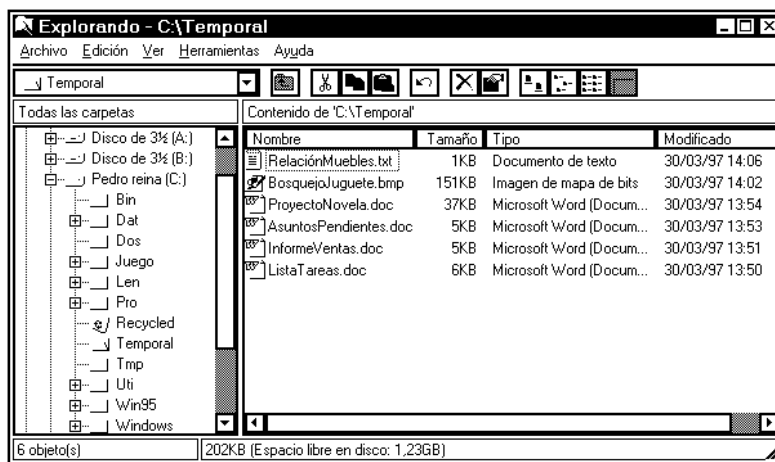 Explorando - C:\Temporal
Archivo Edición Ver Herramientas Ayuda
Temporal
Todas las carpetas
Contenido de 'C:\Temporal'
Disco de 3½ (A:)
Disco de 3½ (B:)
Pedro reina (C:)
Bin
Dat
Dos
Juego
Len
Pro
Recycled
Temporal
Tmp
Uti
Win95
Windows
Nombre Tamaño Tipo Modificado
RelaciónMuebles.txt 1KB Documento de texto 30/03/97 14:06
BosquejoJuguete.bmp 151KB Imagen de mapa de bits 30/03/97 14:02
ProyectoNovela.doc 37KB Microsoft Word (Docum... 30/03/97 13:54
AsuntosPendientes.doc 5KB Microsoft Word (Docum... 30/03/97 13:53
InformeVentas.doc 5KB Microsoft Word (Docum... 30/03/97 13:51
ListaTareas.doc 6KB Microsoft Word (Docum... 30/03/97 13:50
6 objeto(s) 202KB (Espacio libre en disco: 1,23GB)